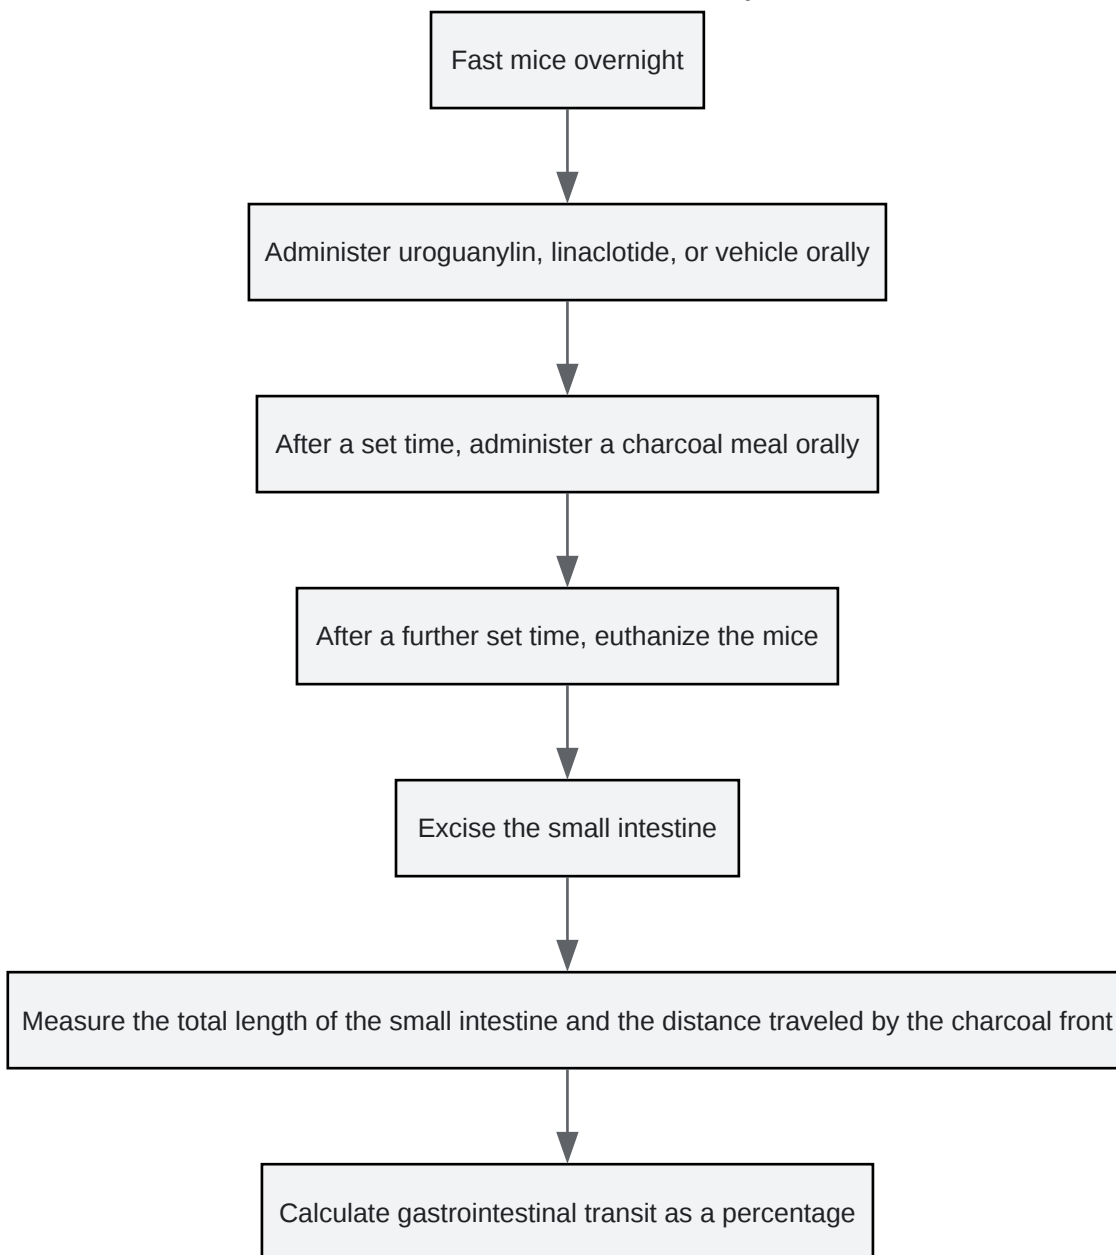 Fast mice overnight
Administer uroguanylin, linaclotide, or vehicle orally
After a set time, administer a charcoal meal orally
After a further set time, euthanize the mice
Excise the small intestine
Measure the total length of the small intestine and the distance traveled by the charcoal front
Calculate gastrointestinal transit as a percentage